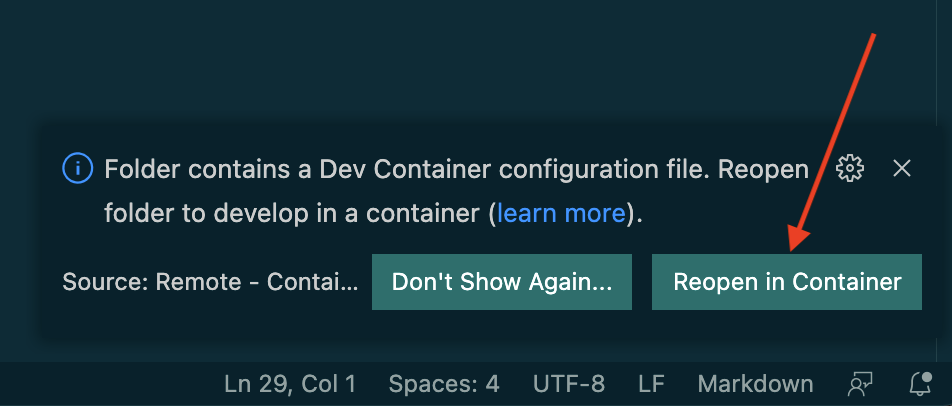 Folder contains a Dev Container configuration file. Reopen
folder to develop in a container (learn more).
Source: Remote - Contai... Don't Show Again... Reopen in Container
Ln 29, Col 1 Spaces: 4 UTF-8 LF Markdown